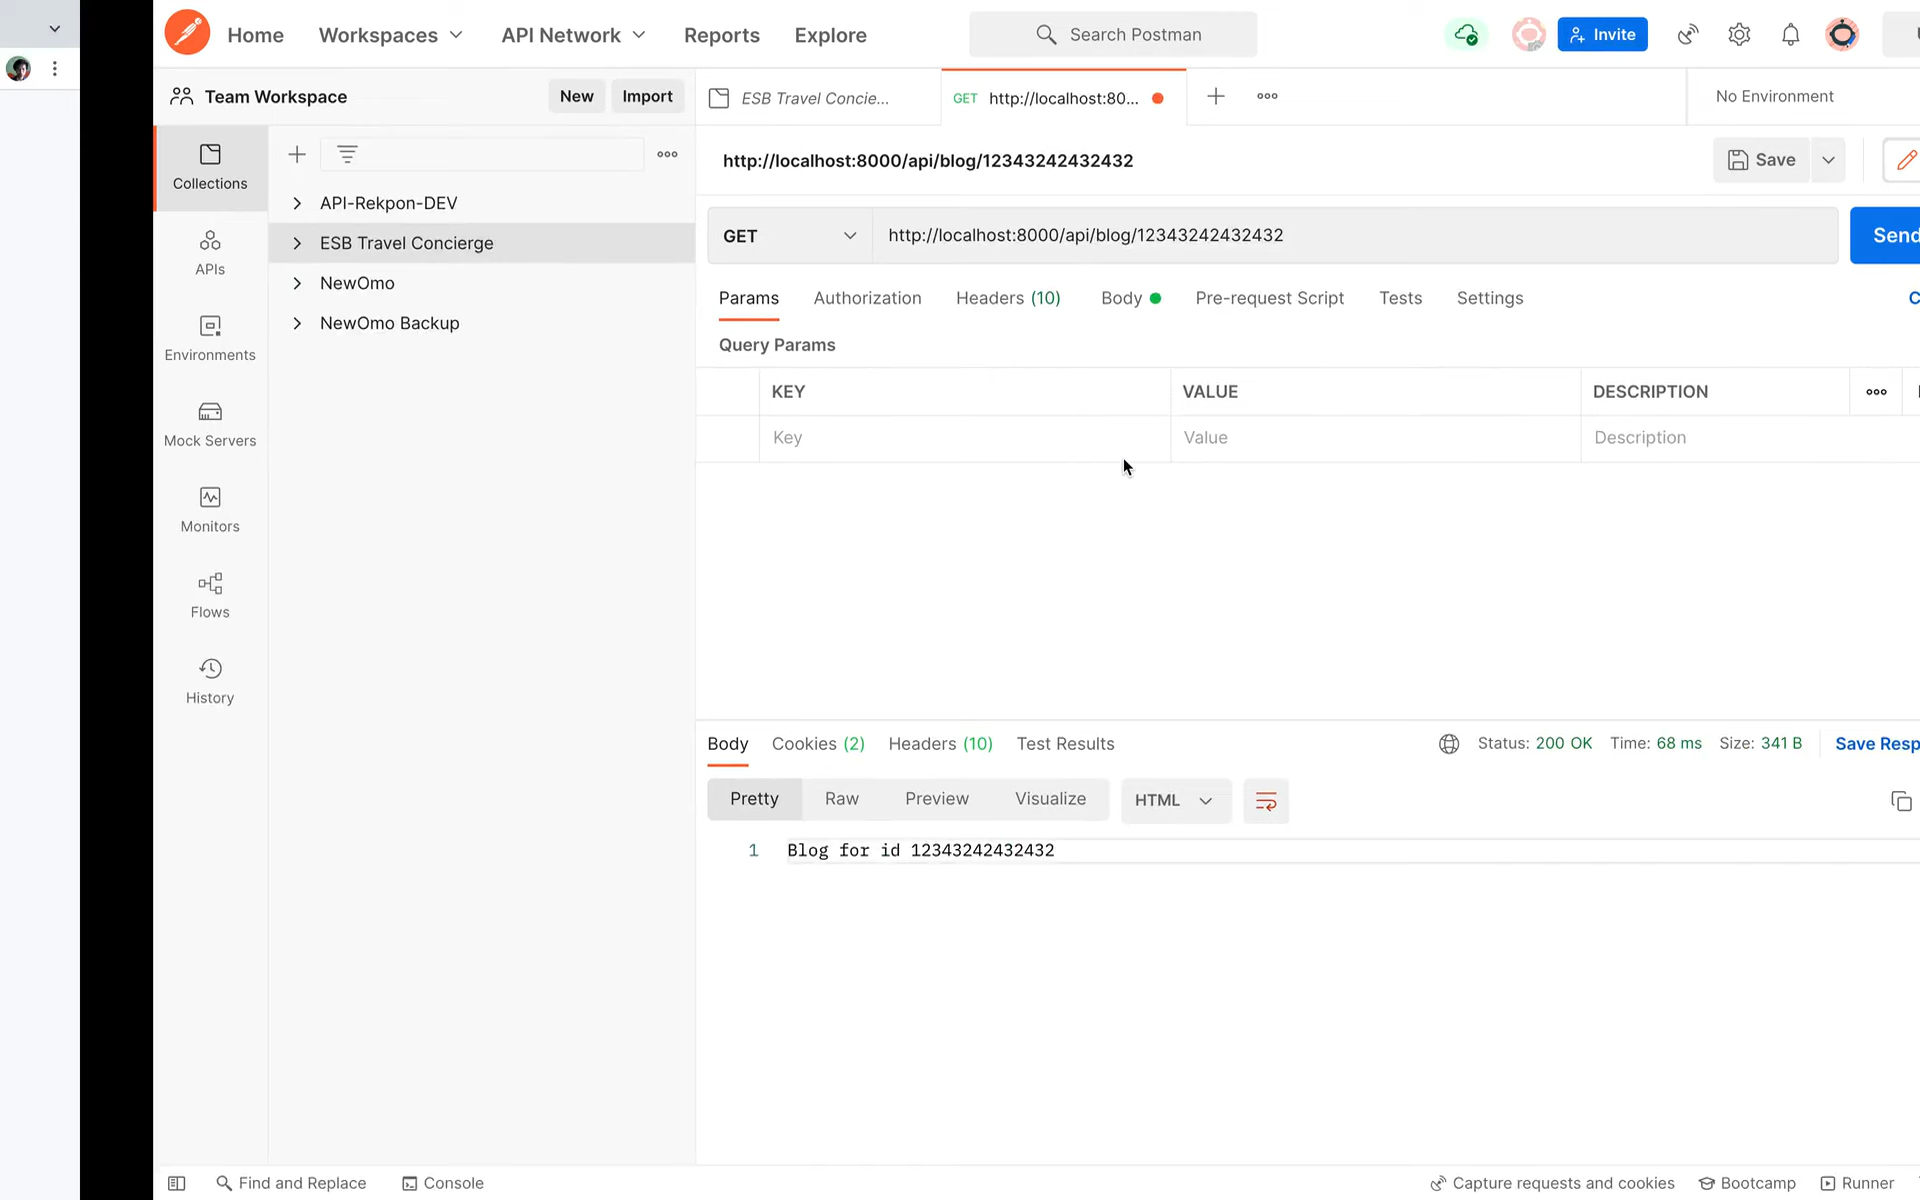 Home
Workspaces
API Network
Reports
Explore
Search Postman
Invite
Team Workspace
New
Import
ESB Travel Concie...
GET http://localhost:80...
No Environment
Collections
APIs
Environments
Mock Servers
Monitors
Flows
History
API-Rekpon-DEV
ESB Travel Concierge
NewOmo
NewOmo Backup
http://localhost:8000/api/blog/12343242432432
Save
GET
http://localhost:8000/api/blog/12343242432432
Send
Params
Authorization
Headers (10)
Body
Pre-request Script
Tests
Settings
Query Params
KEY
VALUE
DESCRIPTION
Key
Value
Description
Body
Cookies (2)
Headers (10)
Test Results
Status: 200 OK
Time: 68 ms
Size: 341 B
Save Resp
Pretty
Raw
Preview
Visualize
HTML
1
Blog for id 12343242432432
Find and Replace
Console
Capture requests and cookies
Bootcamp
Runner